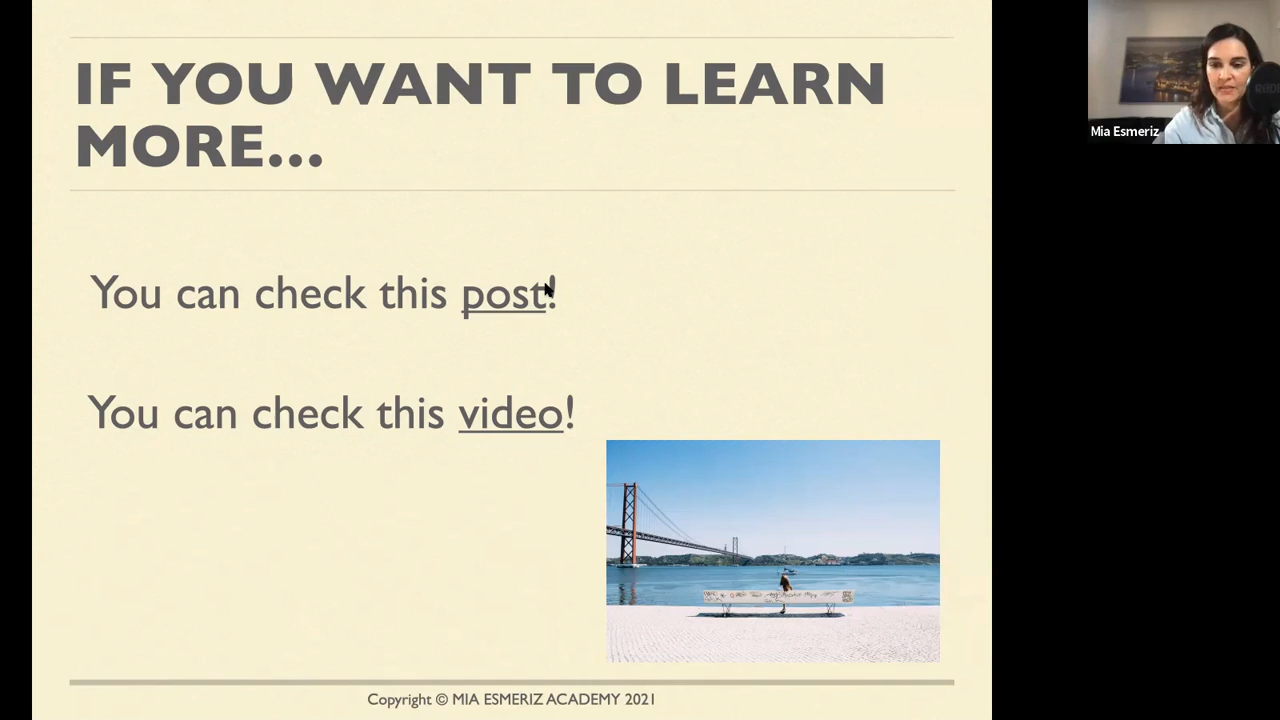 IF YOU WANT TO LEARN
MORE...
You can check this post!
You can check this video!
Copyright © MIA ESMERIZ ACADEMY 2021
Mia Esmeriz